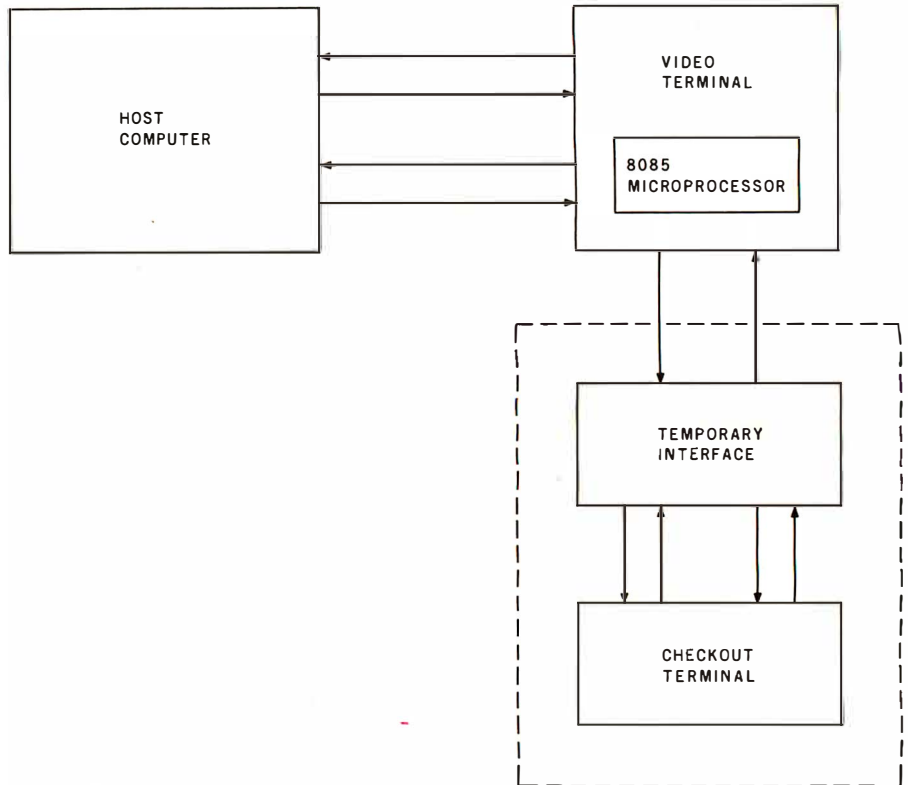 HOST
COMPUTER
VIDEO
TERMINAL
8085
MICROPROCESSOR
TEMPORARY
INTERFACE
CHECKOUT
TERMINAL